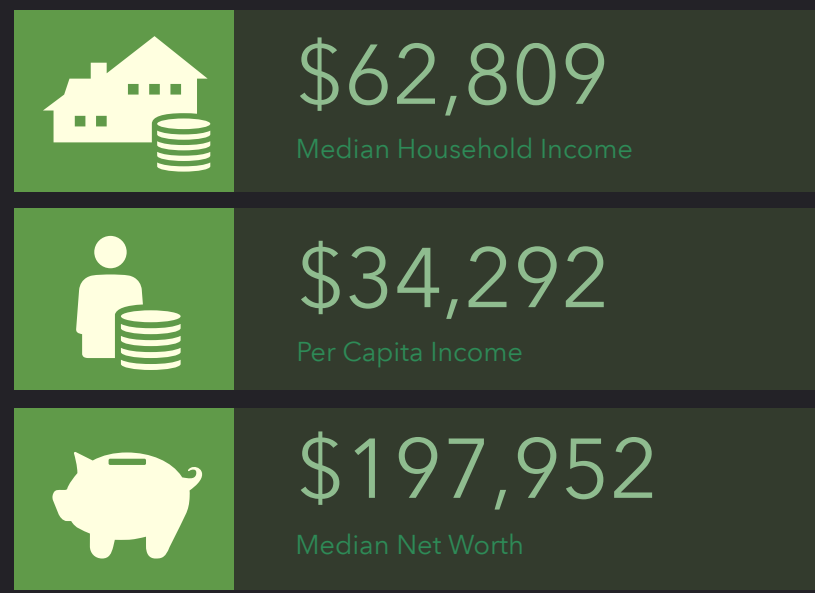 $62,809
Median Household Income
$34,292
Per Capita Income
$197,952
Median Net Worth